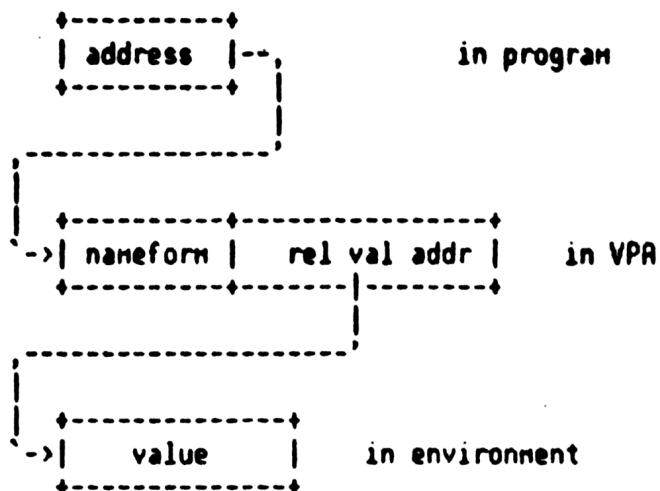 address in program
nameform rel val addr in VPA
value in environment